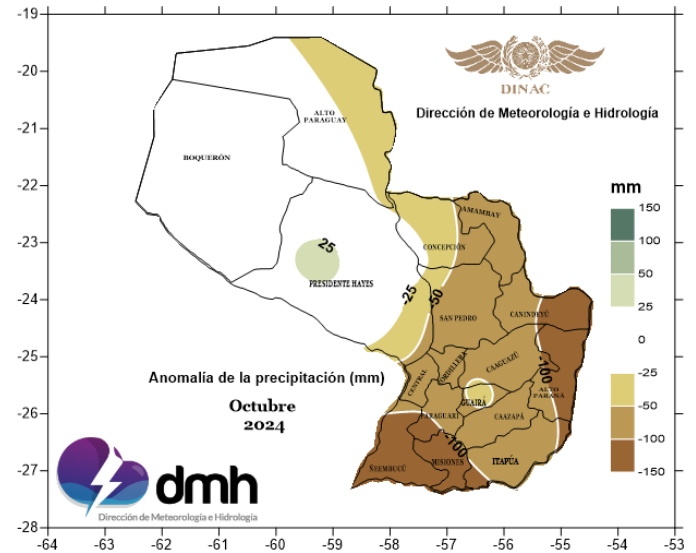 DINAC
Dirección de Meteorología e Hidrología
-19
-20
-21
-22
-23
-24
-25
-26
-27
-28
ALTO
PARAGUAY
BOQUERÓN
AMAMBAY
CONCEPCIÓN
25
PRESIDENTE HAYES
-25
-50
SAN PEDRO
CANINDEYÚ
CAAGUAZÚ
CORDILLERA
CENTRAL
-100
ALTO
PARANÁ
GUAIRÁ
PARAGUARÍ
CAAZAPÁ
-100
ÑEEMBUCÚ
MISIONES
ITAPÚA
mm
150
100
50
25
0
-25
-50
-100
-150
Anomalía de la precipitación (mm)
Octubre
2024
dmh
Dirección de Meteorología e Hidrología
-64
-63
-62
-61
-60
-59
-58
-57
-56
-55
-54
-53